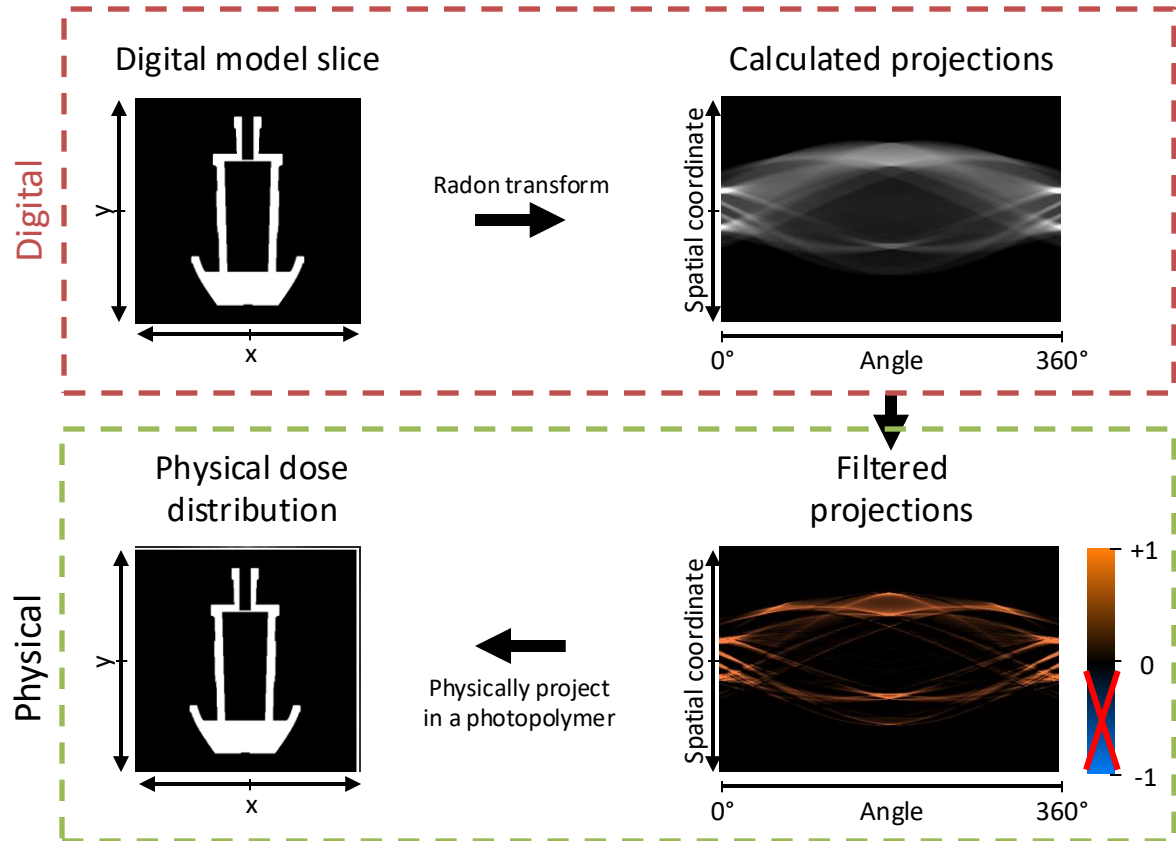 Digital
Digital model slice
y
x
Radon transform
Calculated projections
Spatial coordinate
0°
Angle
360°
Physical
Physical dose
distribution
y
x
Physically project
in a photopolymer
Filtered
projections
Spatial coordinate
0°
Angle
360°
+1
0
-1